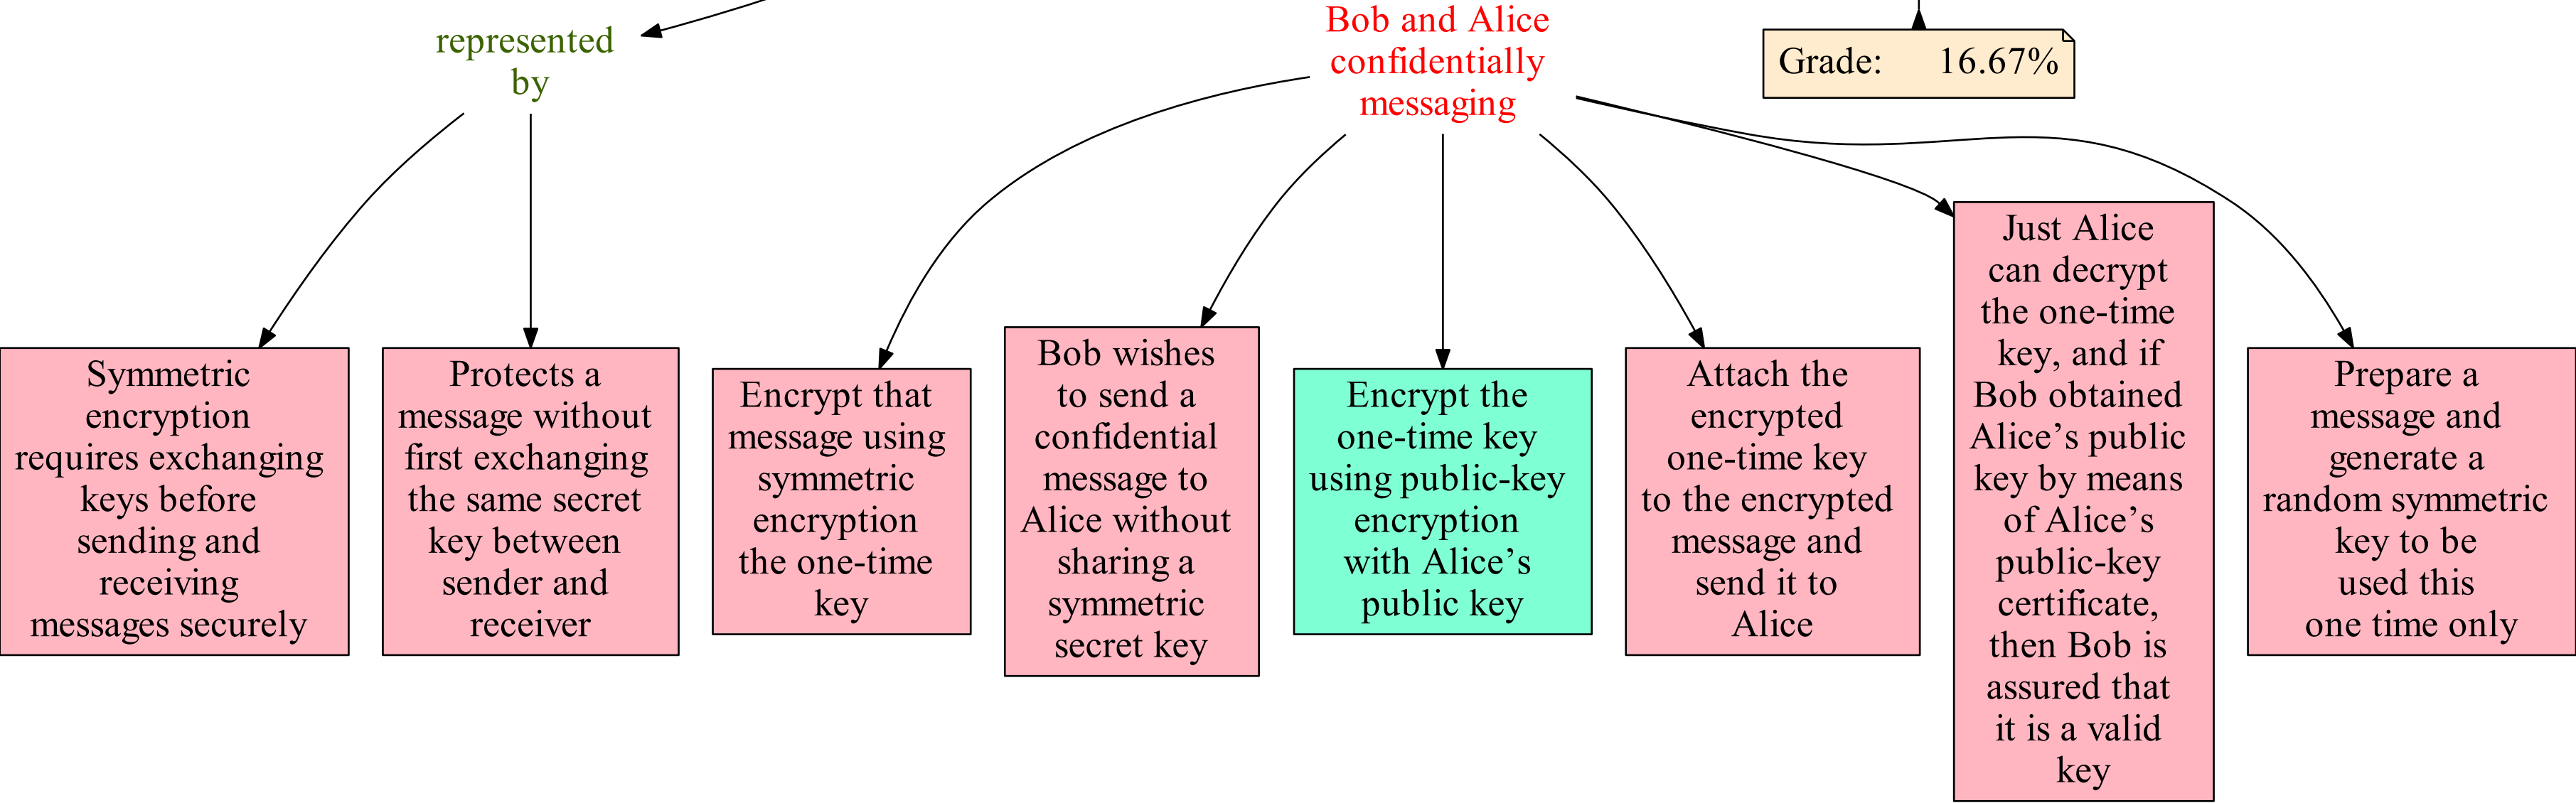 represented
by
Bob and Alice
confidentially
messaging
Grade: 16.67%
Symmetric
encryption
requires exchanging
keys before
sending and
receiving
messages securely
Protects a
message without
first exchanging
the same secret
key between
sender and
receiver
Encrypt that
message using
symmetric
encryption
the one-time
key
Bob wishes
to send a
confidential
message to
Alice without
sharing a
symmetric
secret key
Encrypt the
one-time key
using public-key
encryption
with Alice’s
public key
Attach the
encrypted
one-time key
to the encrypted
message and
send it to
Alice
Just Alice
can decrypt
the one-time
key, and if
Bob obtained
Alice’s public
key by means
of Alice’s
public-key
certificate,
then Bob is
assured that
it is a valid
key
Prepare a
message and
generate a
random symmetric
key to be
used this
one time only